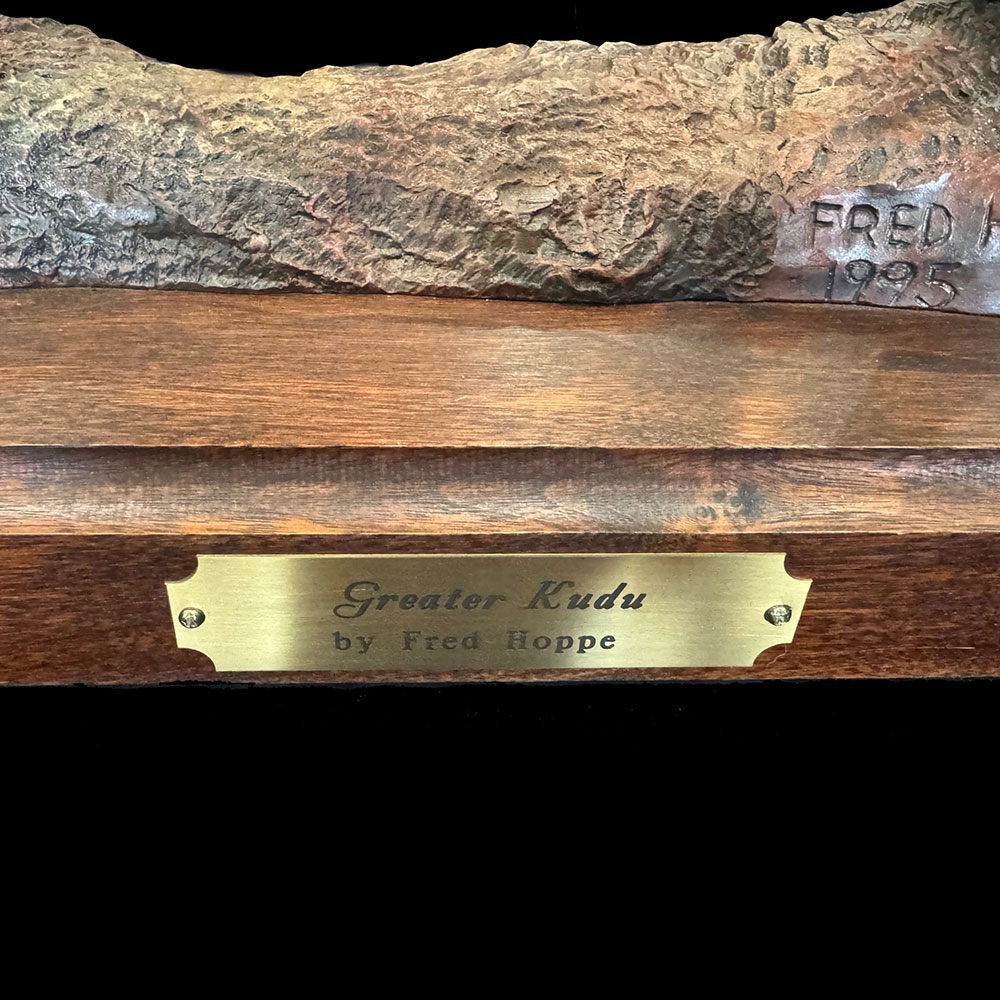 FRED H
1995
Greater Kudu
by Fred Hoppe